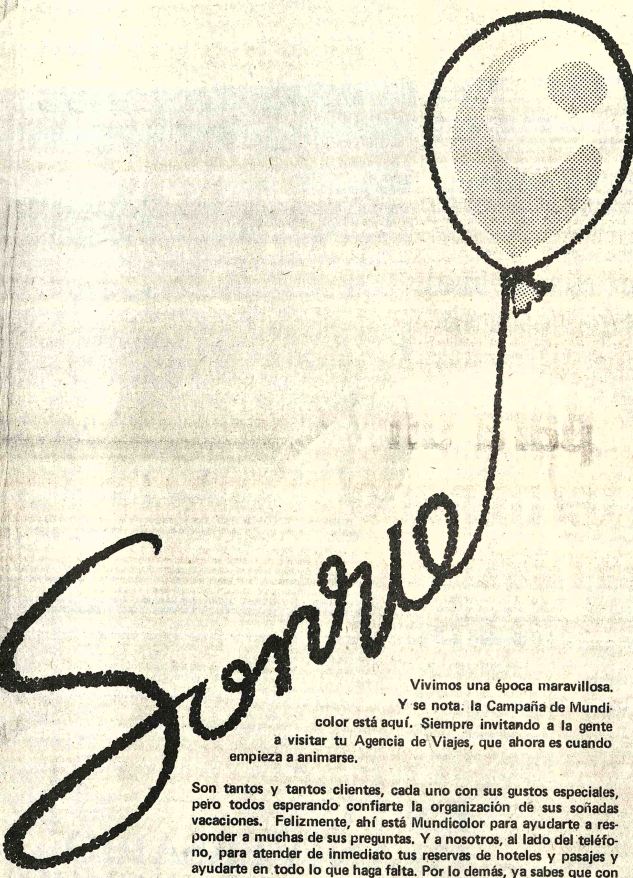 Sonríe
Vivimos una época maravillosa.
Y se nota. la Campaña de Mundi-
color está aquí. Siempre invitando a la gente
a visitar tu Agencia de Viajes, que ahora es cuando
empieza a animarse.
Son tantos y tantos clientes, cada uno con sus gustos especiales,
pero todos esperando confiarte la organización de sus soñadas
vacaciones. Felizmente, ahí está Mundicolor para ayudarte a res-
ponder a muchas de sus preguntas. Y a nosotros, al lado del teléfo-
no, para atender de inmediato tus reservas de hoteles y pasajes y
ayudarte en todo lo que haga falta. Por lo demás, ya sabes que con